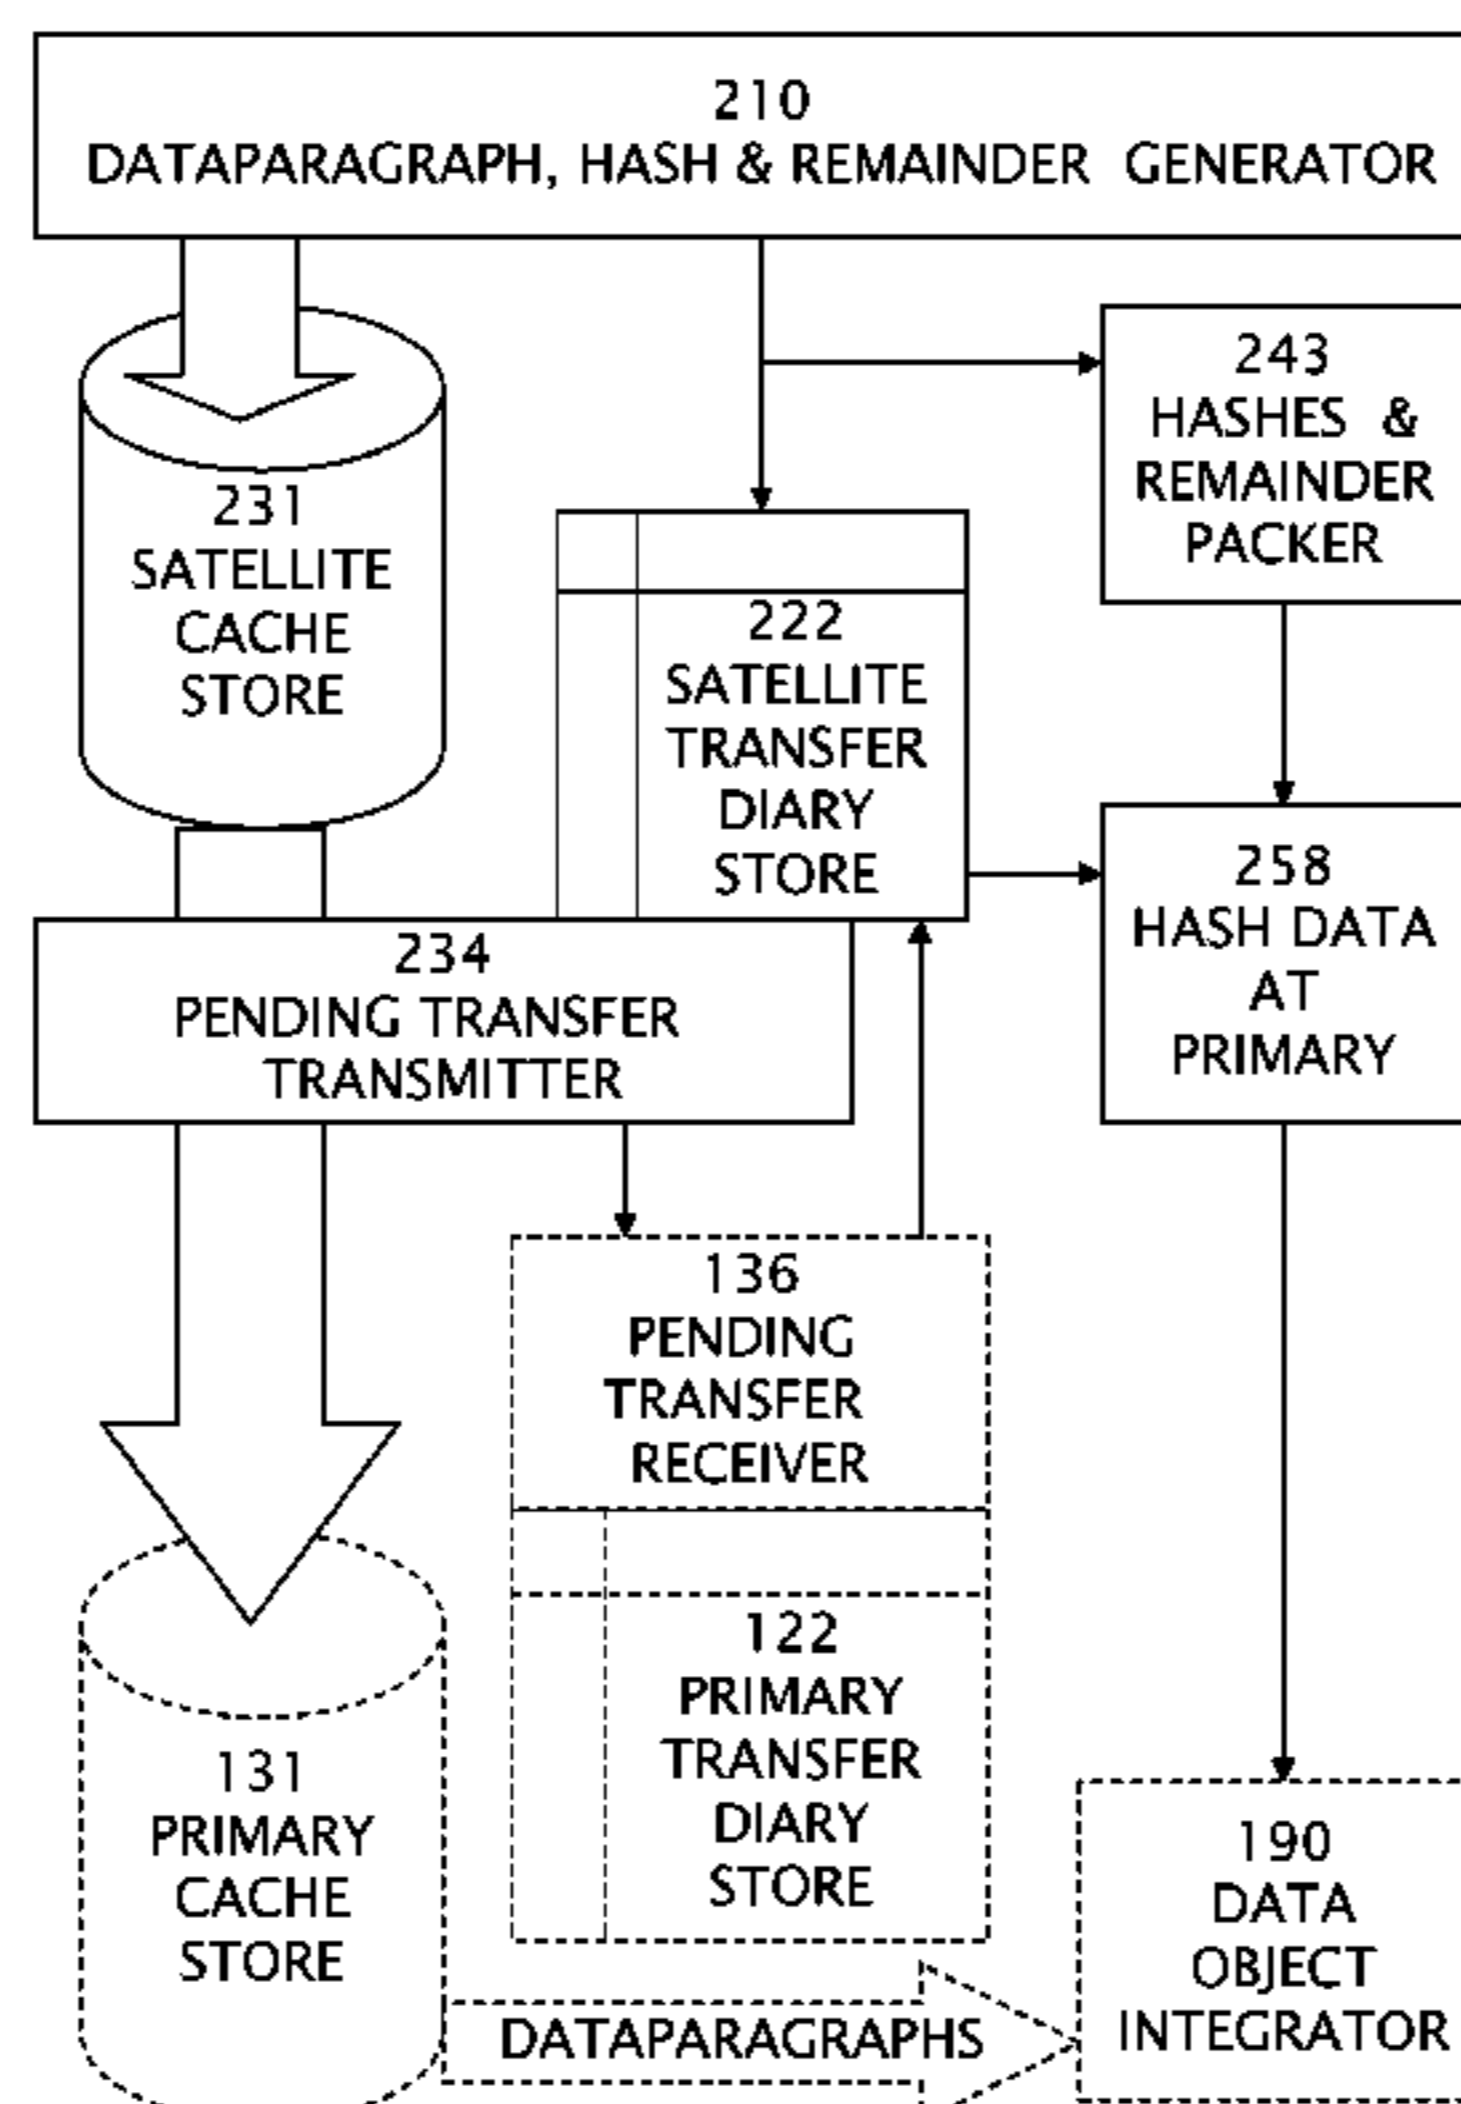 210
DATAPARAGRAPH, HASH & REMAINDER GENERATOR
243
HASHES &
REMAINDER
PACKER
231
SATELLITE
CACHE
STORE
222
SATELLITE
TRANSFER
DIARY
STORE
258
HASH DATA
AT
PRIMARY
234
PENDING TRANSFER
TRANSMITTER
136
PENDING
TRANSFER
RECEIVER
122
PRIMARY
TRANSFER
DIARY
STORE
131
PRIMARY
CACHE
STORE
190
DATA
OBJECT
INTEGRATOR
DATAPARAGRAPHS